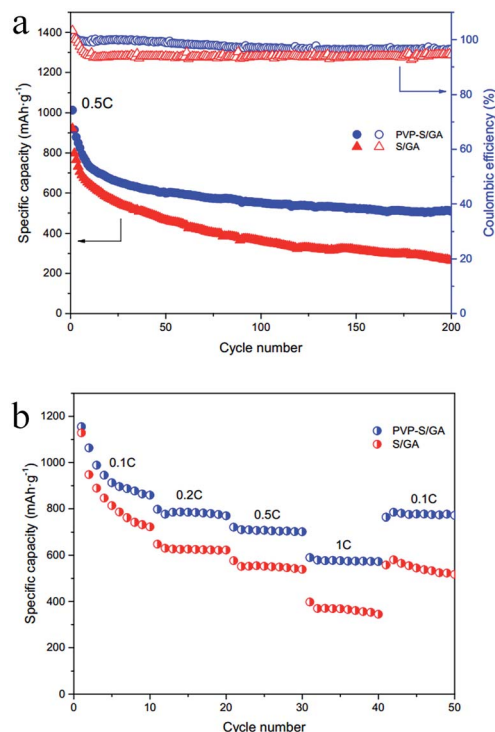 a
1400
1200
1000
800
600
400
200
0
Specific capacity (mAh·g⁻¹)
0.5C
PVP-S/GA
S/GA
100
80
60
40
20
0
Coulombic efficiency (%)
0 50 100 150 200
Cycle number
b
1200
1000
800
600
400
200
0
Specific capacity (mAh·g⁻¹)
PVP-S/GA
S/GA
0.1C
0.2C
0.5C
1C
0.1C
0 10 20 30 40 50
Cycle number